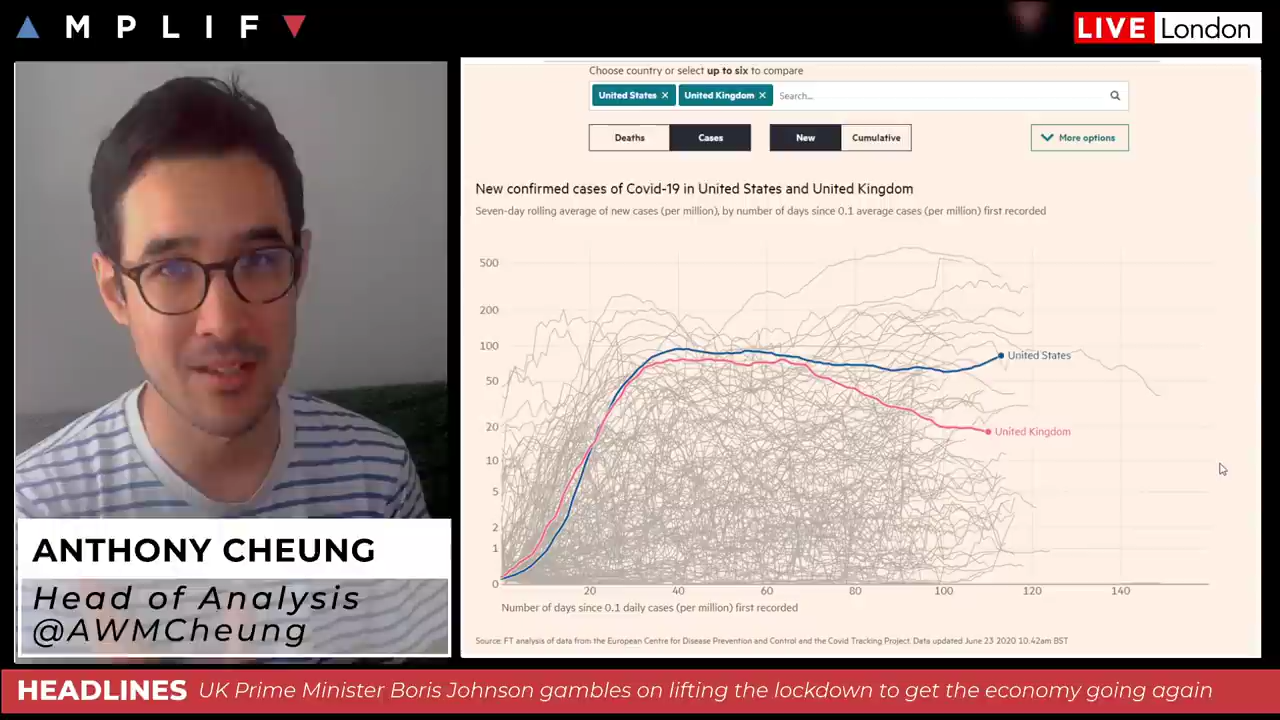 AMPLIFY
LIVE London
Choose country or select up to six to compare
United States ×
United Kingdom ×
Search...
Deaths
Cases
New
Cumulative
More options
New confirmed cases of Covid-19 in United States and United Kingdom
Seven-day rolling average of new cases (per million), by number of days since 0.1 average cases (per million) first recorded
500
200
100
50
20
10
5
2
1
0
United States
United Kingdom
20
40
60
80
100
120
140
Number of days since 0.1 daily cases (per million) first recorded
Source: FT analysis of data from the European Centre for Disease Prevention and Control and the Covid Tracking Project. Data updated June 23 2020 10.42am BST
ANTHONY CHEUNG
Head of Analysis
@AWMCheung
HEADLINES UK Prime Minister Boris Johnson gambles on lifting the lockdown to get the economy going again